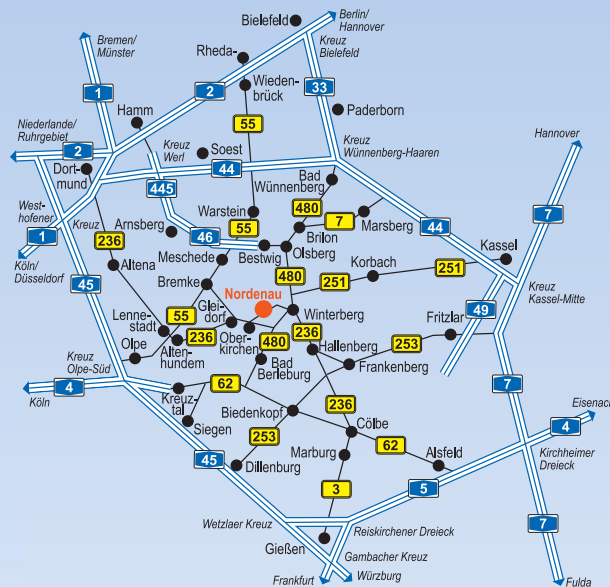 Bielefeld
Berlin/
Hannover
Bremen/
Münster
Kreuz
Bielefeld
Rheda-
Wieden-
brück
2
1
33
Hamm
Paderborn
Niederlande/
Ruhrgebiet
55
Kreuz
Werl
Soest
Kreuz
Wünnenberg-Haaren
Hannover
2
Dort-
mund
44
Bad
Wünnenberg
445
West-
hofener
Kreuz
Warstein
480
7
Marsberg
7
1
Arnsberg
55
46
Brilon
Olsberg
44
236
Bestwig
Kassel
Köln/
Düsseldorf
45
Altena
Meschede
480
Korbach
251
251
Kreuz
Kassel-Mitte
Bremke
Nordenau
49
55
Glei-
dorf
Winterberg
Fritzlar
Lenne-
stadt
236
Ober-
kirchen
480
236
Hallenberg
253
Kreuz
Olpe-Süd
Olpe
Alten-
hundem
Bad
Berleburg
Frankenberg
7
4
Köln
Kreuz-
tal
62
236
Eisenach
Siegen
Biedenkopf
Cölbe
253
62
4
45
Marburg
Alsfeld
Kirchheimer
Dreieck
Dillenburg
3
5
Wetzlaer Kreuz
Reiskirchener Dreieck
7
Gießen
Gambacher Kreuz
Frankfurt
Würzburg
Fulda